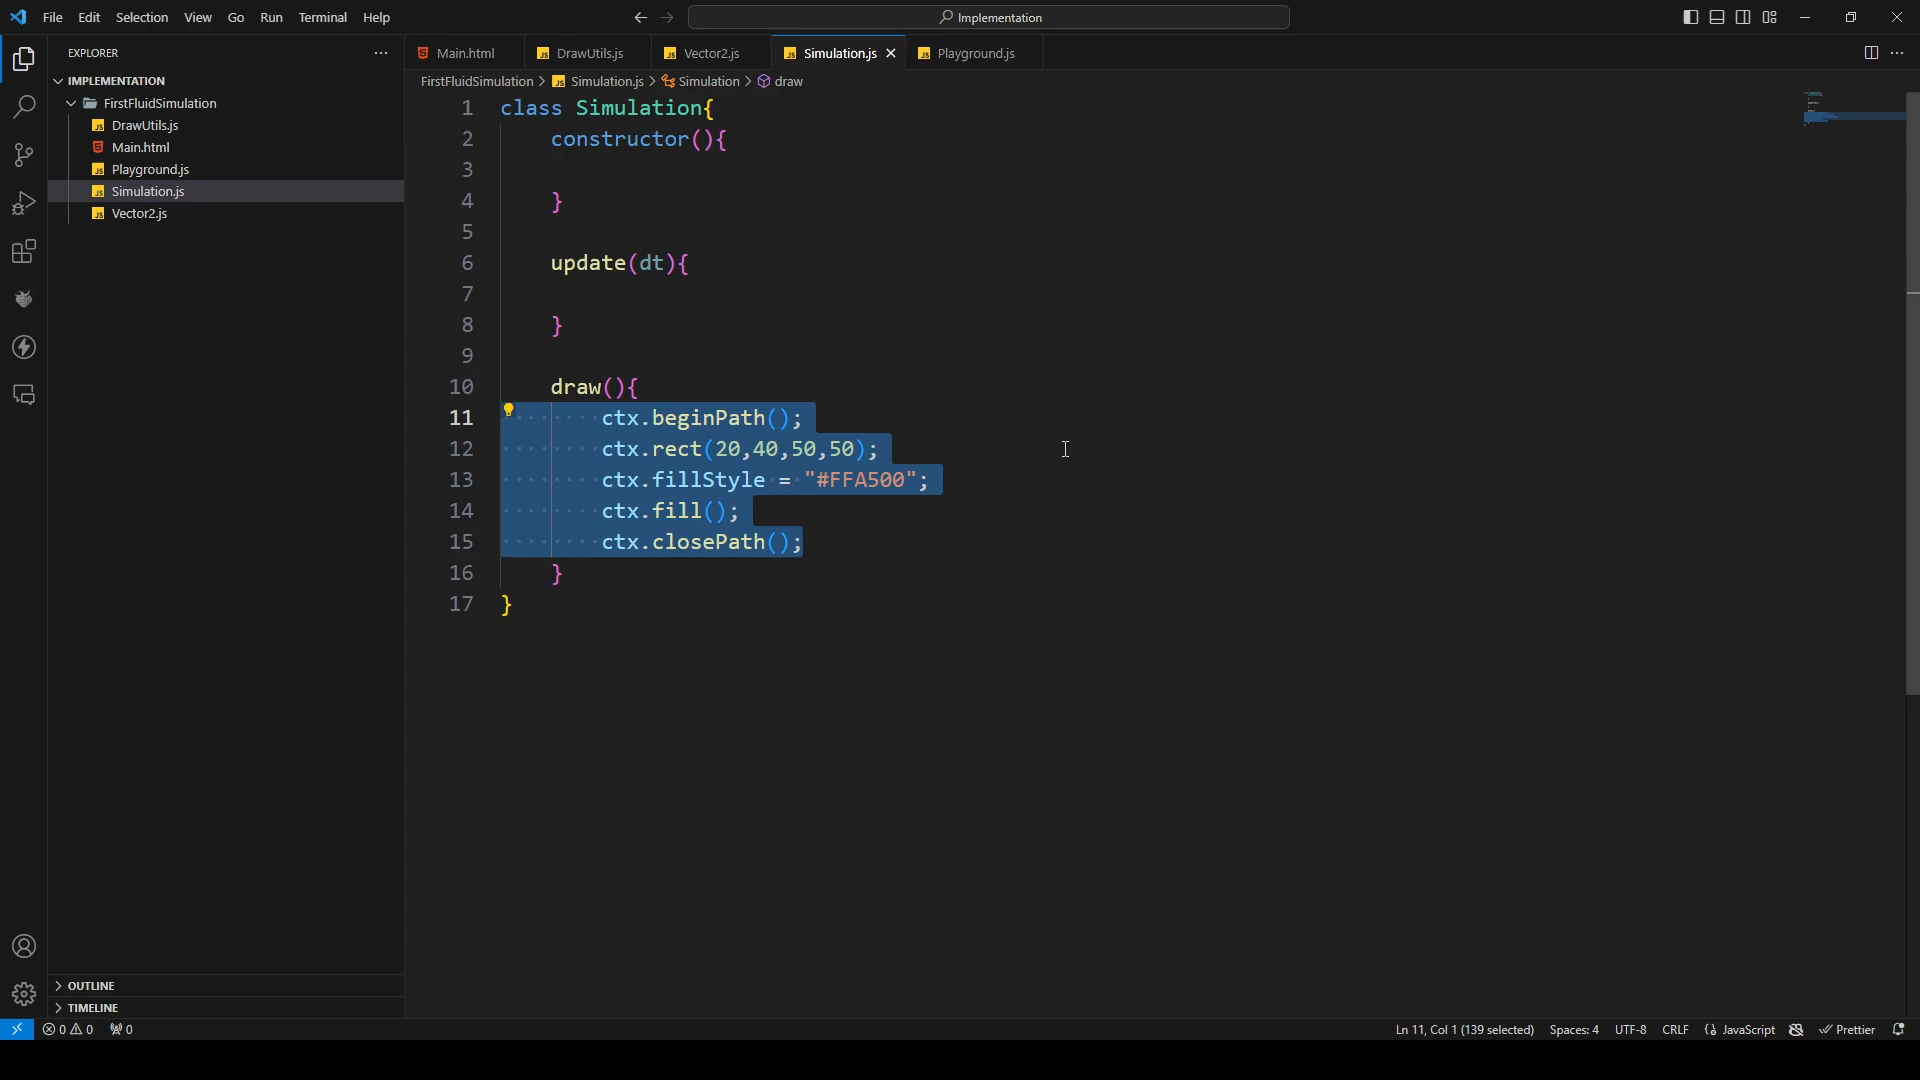 File Edit Selection View Go Run Terminal Help
Implementation
EXPLORER
IMPLEMENTATION
FirstFluidSimulation
DrawUtils.js
Main.html
Playground.js
Simulation.js
Vector2.js
OUTLINE
TIMELINE
Main.html DrawUtils.js Vector2.js Simulation.js Playground.js
FirstFluidSimulation > Simulation.js > Simulation > draw
1 class Simulation{
2 constructor(){
3
4 }
5
6 update(dt){
7
8 }
9
10 draw(){
11 ctx.beginPath();
12 ctx.rect(20,40,50,50);
13 ctx.fillStyle = "#FFA500";
14 ctx.fill();
15 ctx.closePath();
16 }
17 }
0 0 0 Ln 11, Col 1 (139 selected) Spaces: 4 UTF-8 CRLF JavaScript Prettier